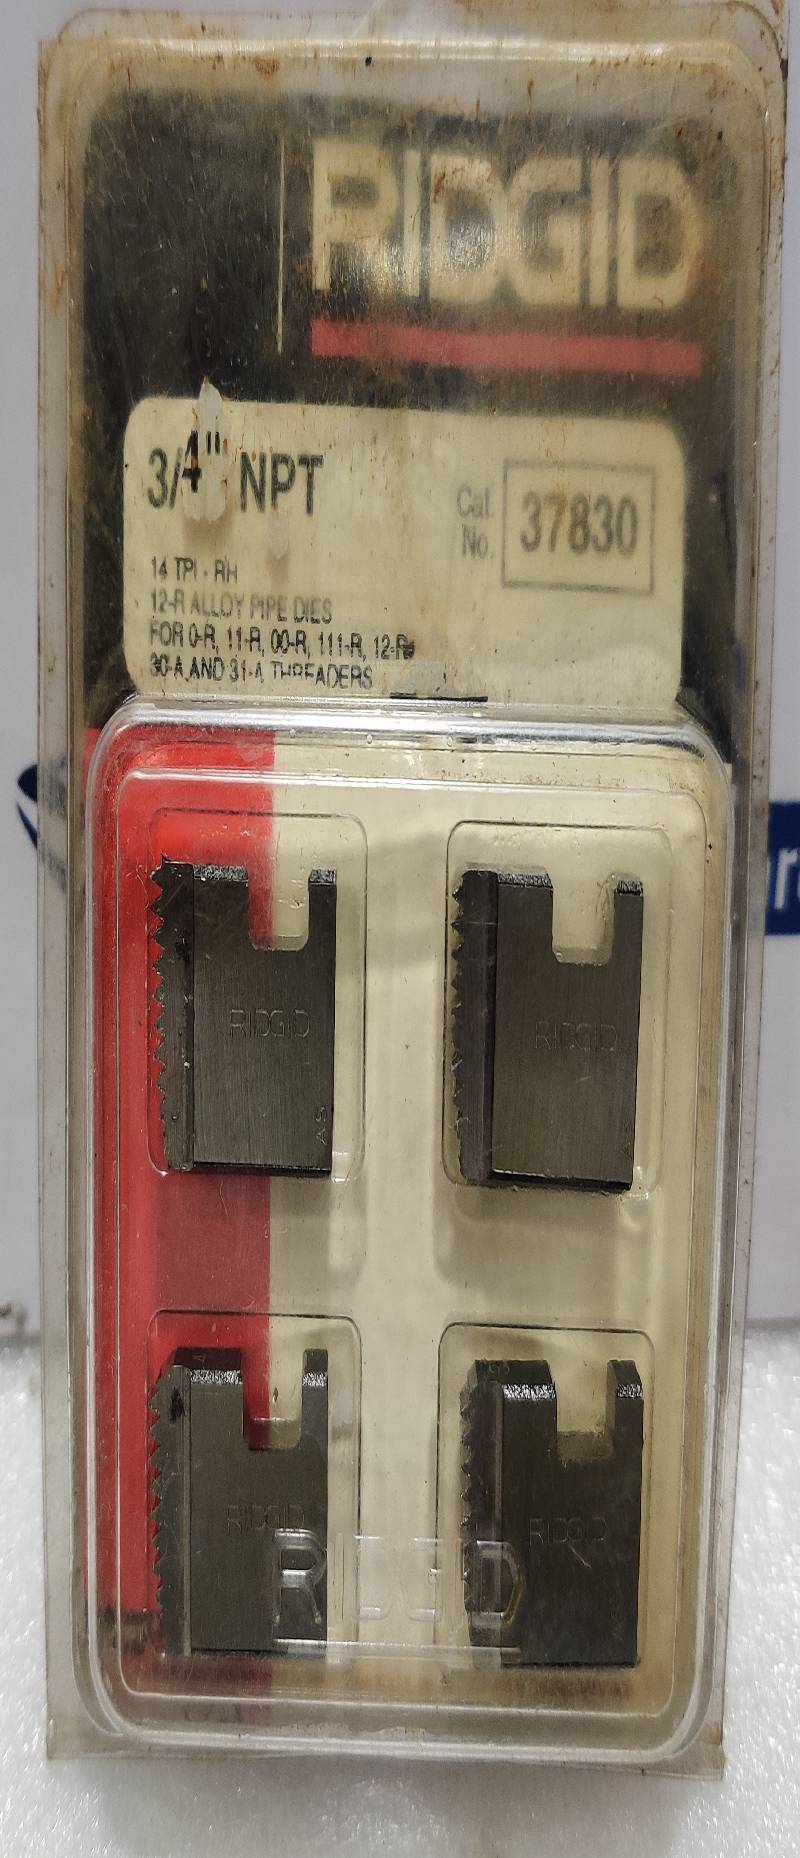 RIDGID
3/4" NPT
Cat. No. 37830
14 TPI - RH
12-R ALLOY PIPE DIES
FOR 0-R, 11-R, 00-R, 111-R, 12-R,
30-A AND 31-A THREADERS
RIDGID
AS
RIDGID
RIDGID
RIDGID
RIDGID